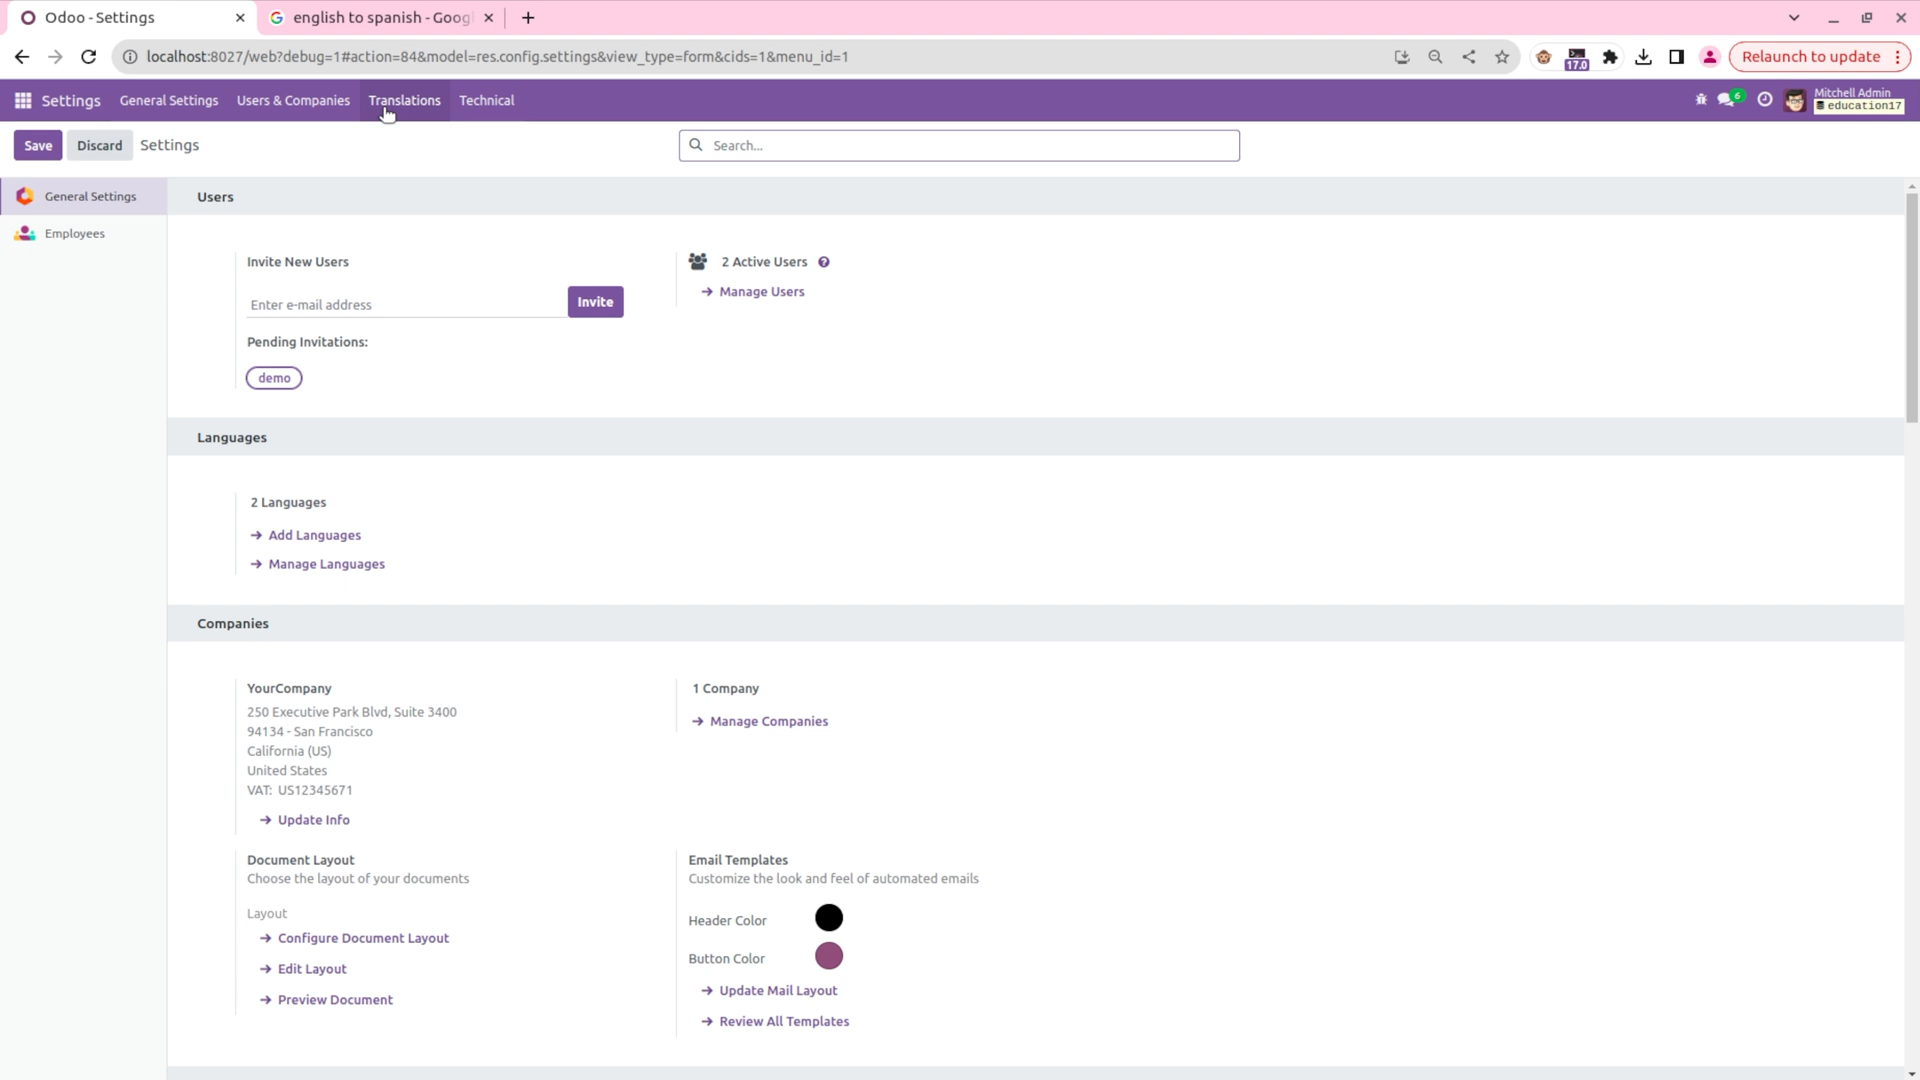 Odoo - Settings
english to spanish - Goog
localhost:8027/web?debug=1#action=84&model=res.config.settings&view_type=form&cids=1&menu_id=1
17.0
Relaunch to update
Settings
General Settings
Users & Companies
Translations
Technical
6
Mitchell Admin
education17
Save
Discard
Settings
Search...
General Settings
Employees
Users
Invite New Users
Enter e-mail address
Invite
Pending Invitations:
demo
2 Active Users
Manage Users
Languages
2 Languages
Add Languages
Manage Languages
Companies
YourCompany
250 Executive Park Blvd, Suite 3400
94134 - San Francisco
California (US)
United States
VAT: US12345671
Update Info
1 Company
Manage Companies
Document Layout
Choose the layout of your documents
Layout
Configure Document Layout
Edit Layout
Preview Document
Email Templates
Customize the look and feel of automated emails
Header Color
Button Color
Update Mail Layout
Review All Templates